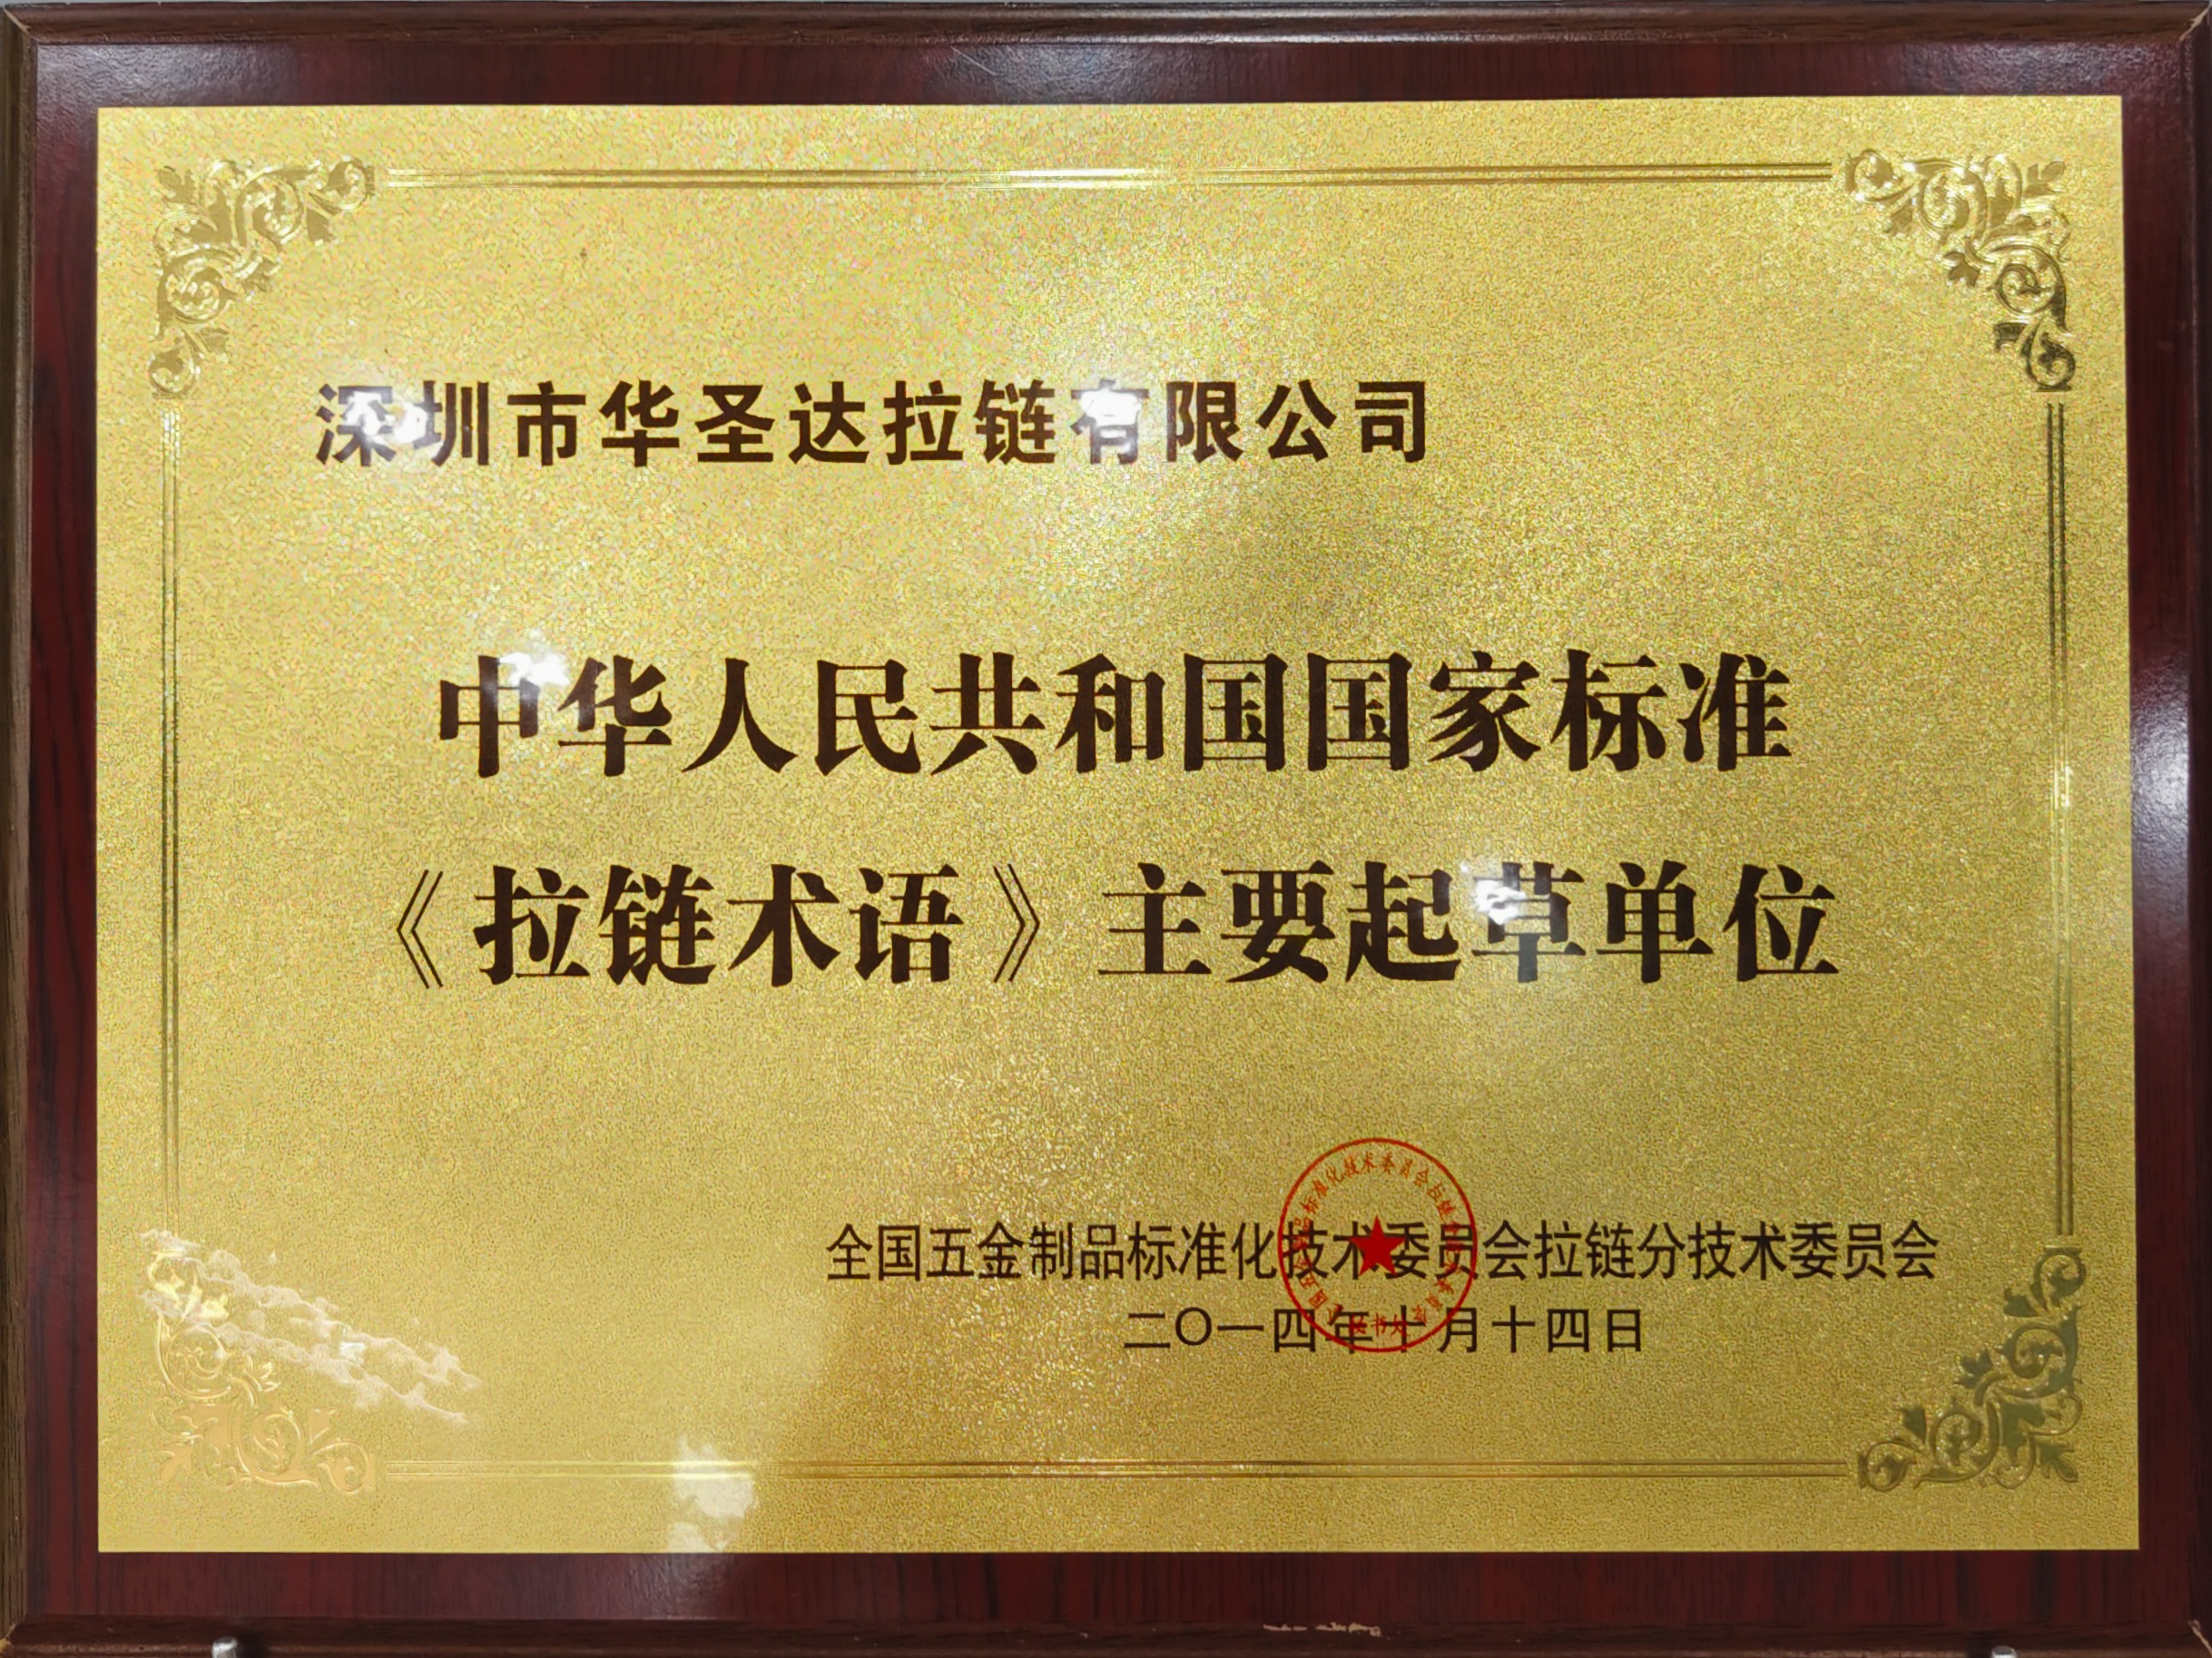 深圳市华圣达拉链有限公司
中华人民共和国国家标准
《拉链术语》主要起草单位
全国五金制品标准化技术委员会拉链分技术委员会
二〇一四年十月十四日